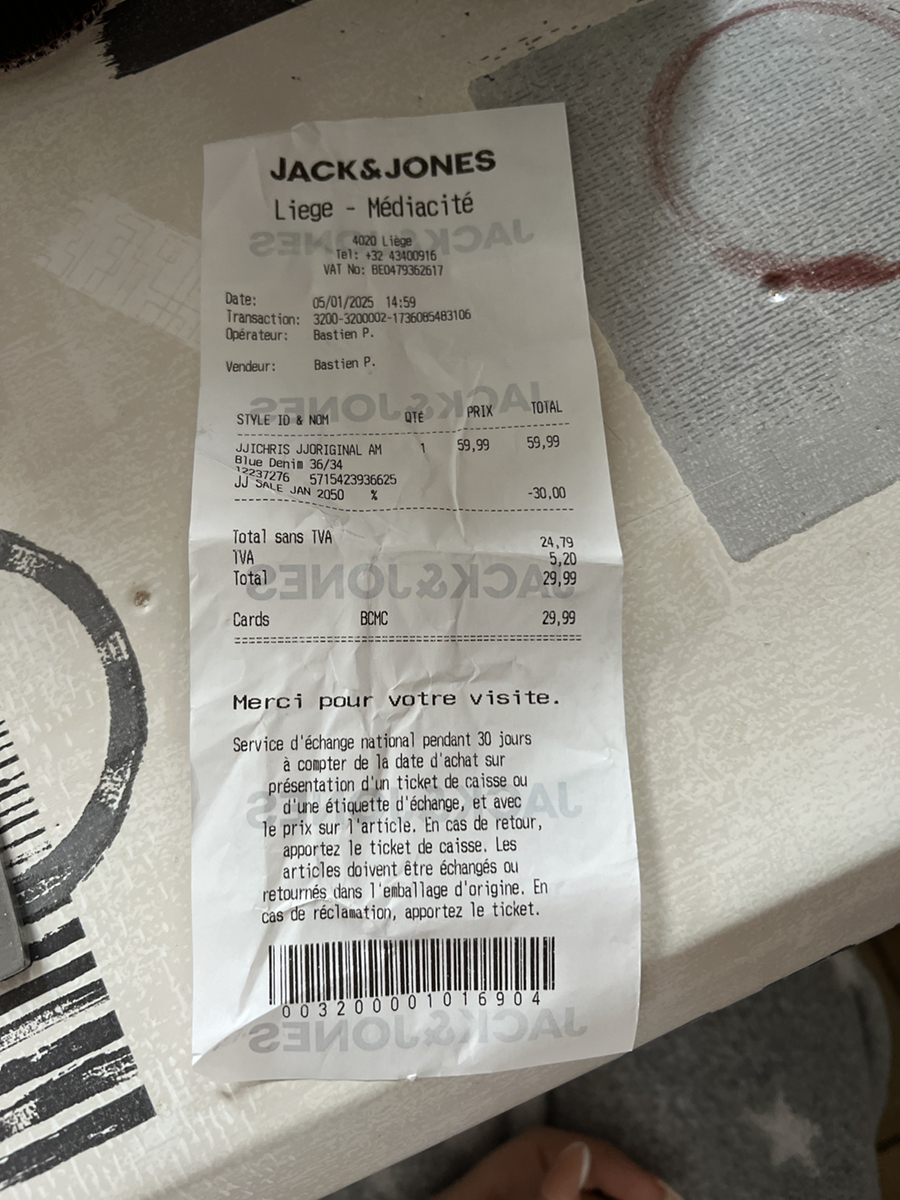 JACK&JONES
Liege - Médiacité
4020 Liège
Tel: +32 43400916
VAT No: BE0479362617
Date: 05/01/2025 14:59
Transaction: 3200-3200002-1736085483106
Opérateur: Bastien P.
Vendeur: Bastien P.
STYLE ID & NOM QTÉ PRIX TOTAL
JJICHRIS JJORIGINAL AM 1 59,99 59,99
Blue Denim 36/34
12237276 5715423936625
JJ SALE JAN 2050 % -30,00
Total sans TVA 24,79
TVA 5,20
Total 29,99
Cards BCMC 29,99
Merci pour votre visite.
Service d'échange national pendant 30 jours
à compter de la date d'achat sur
présentation d'un ticket de caisse ou
d'une étiquette d'échange, et avec
le prix sur l'article. En cas de retour,
apportez le ticket de caisse. Les
articles doivent être échangés ou
retournés dans l'emballage d'origine. En
cas de réclamation, apportez le ticket.
003200001016904